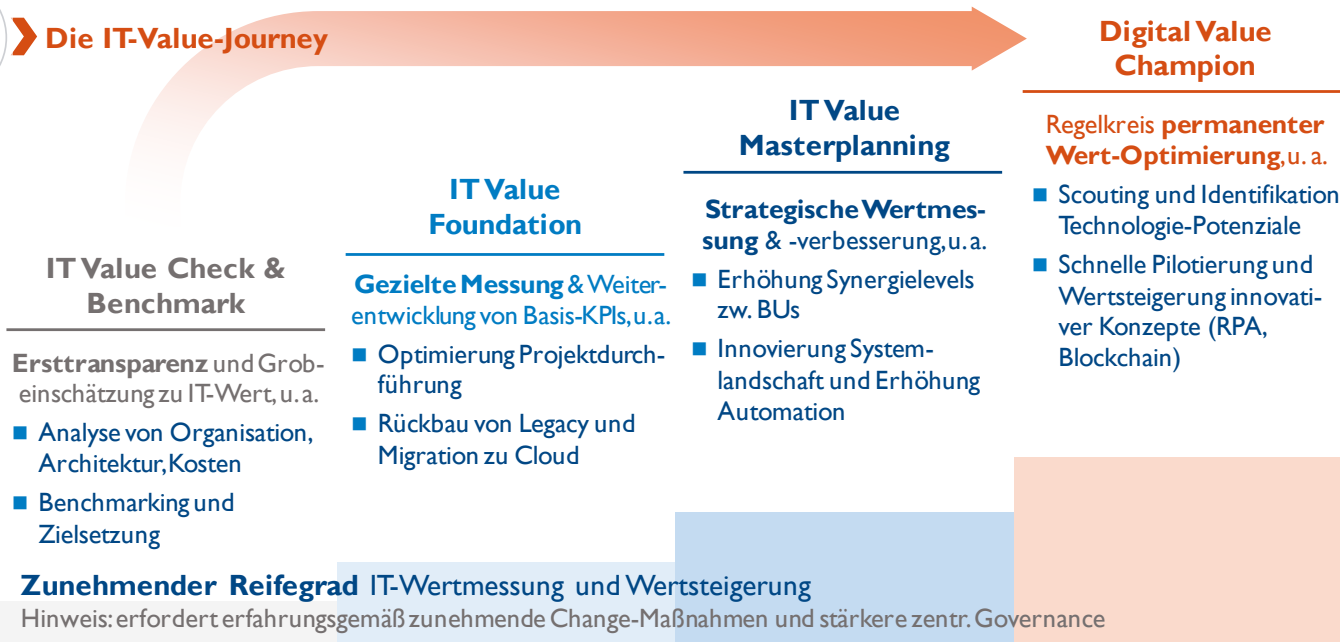 Die IT-Value-Journey
IT Value Check &
Benchmark
Ersttransparenz und Grob-
einschätzung zu IT-Wert, u. a.
Analyse von Organisation,
Architektur, Kosten
Benchmarking und
Zielsetzung
IT Value
Foundation
Gezielte Messung & Weiter-
entwicklung von Basis-KPIs, u. a.
Optimierung Projektdurch-
führung
Rückbau von Legacy und
Migration zu Cloud
IT Value
Masterplanning
Strategische Wertmes-
sung & -verbesserung, u. a.
Erhöhung Synergielevels
zw. BUs
Innovierung System-
landschaft und Erhöhung
Automation
Digital Value
Champion
Regelkreis permanenter
Wert-Optimierung, u. a.
Scouting und Identifikation
Technologie-Potenziale
Schnelle Pilotierung und
Wertsteigerung innovati-
ver Konzepte (RPA,
Blockchain)
Zunehmender Reifegrad IT-Wertmessung und Wertsteigerung
Hinweis: erfordert erfahrungsgemäß zunehmende Change-Maßnahmen und stärkere zentr. Governance